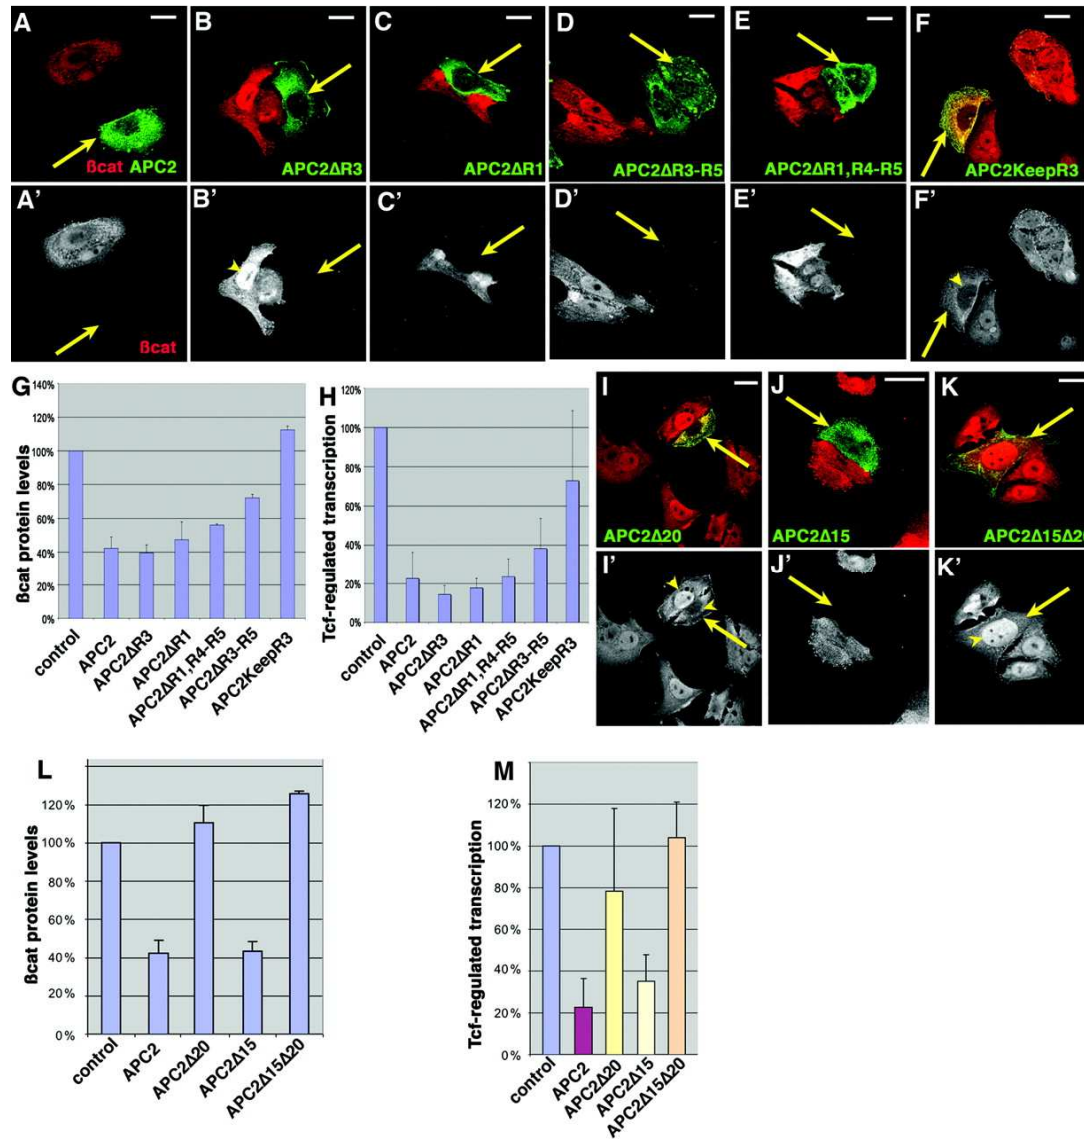 A B C D E F
ßcat APC2 APC2ΔR3 APC2ΔR1 APC2ΔR3-R5 APC2ΔR1,R4-R5 APC2KeepR3
A' B' C' D' E' F'
ßcat
G
ßcat protein levels
140%
120%
100%
80%
60%
40%
20%
0%
control
APC2
APC2ΔR3
APC2ΔR1
APC2ΔR1,R4-R5
APC2ΔR3-R5
APC2KeepR3
H
Tcf-regulated transcription
120%
100%
80%
60%
40%
20%
0%
control
APC2
APC2ΔR3
APC2ΔR1
APC2ΔR1,R4-R5
APC2ΔR3-R5
APC2KeepR3
I J K
APC2Δ20 APC2Δ15 APC2Δ15Δ20
I' J' K'
L
ßcat protein levels
120%
100%
80%
60%
40%
20%
0%
control
APC2
APC2Δ20
APC2Δ15
APC2Δ15Δ20
M
Tcf-regulated transcription
120%
100%
80%
60%
40%
20%
0%
control
APC2
APC2Δ20
APC2Δ15
APC2Δ15Δ20